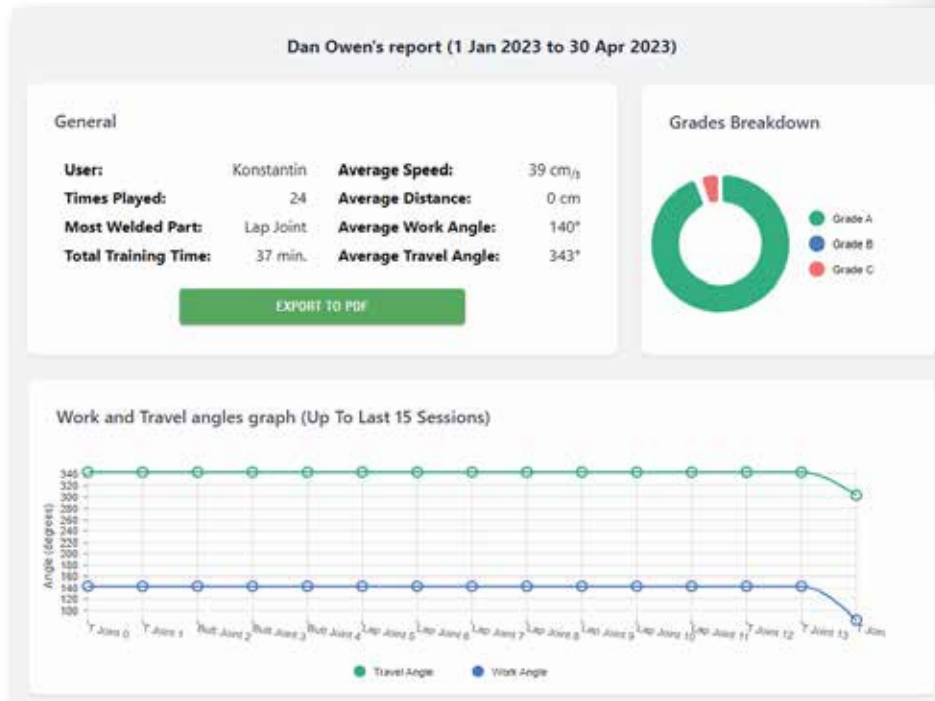 Dan Owen's report (1 Jan 2023 to 30 Apr 2023)
General
User: Konstantin Average Speed: 39 cm/s
Times Played: 24 Average Distance: 0 cm
Most Welded Part: Lap Joint Average Work Angle: 140°
Total Training Time: 37 min. Average Travel Angle: 343°
EXPORT TO PDF
Grades Breakdown
Grade A
Grade B
Grade C
Work and Travel angles graph (Up To Last 15 Sessions)
Angle (degrees)
320
300
280
260
240
220
200
180
160
140
120
100
T Joint 0
T Joint 1
Butt Joint 2
Butt Joint 3
Butt Joint 4
Lap Joint 5
Lap Joint 6
Lap Joint 7
Lap Joint 8
Lap Joint 9
Lap Joint 10
Lap Joint 11
T Joint 12
T Joint 13
Travel Angle
Work Angle